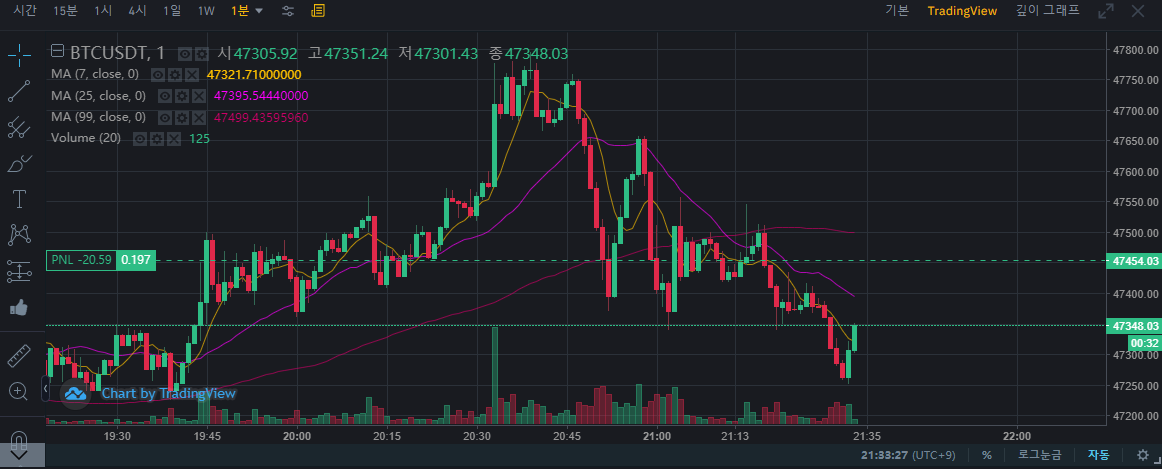 시간 15분 1시 4시 1일 1W 1분 기본 TradingView 깊이 그래프
BTCUSDT, 1 시47305.92 고47351.24 저47301.43 종47348.03
MA (7, close, 0) 47321.71000000
MA (25, close, 0) 47395.54440000
MA (99, close, 0) 47499.43595960
Volume (20) 125
47800.00
47750.00
47700.00
47650.00
47600.00
47550.00
47500.00
PNL -20.59 0.197 47454.03
47400.00
47348.03
00:32
47300.00
47250.00
47200.00
Chart by TradingView
19:30 19:45 20:00 20:15 20:30 20:45 21:00 21:13 21:35 22:00
21:33:27 (UTC+9) % 로그눈금 자동